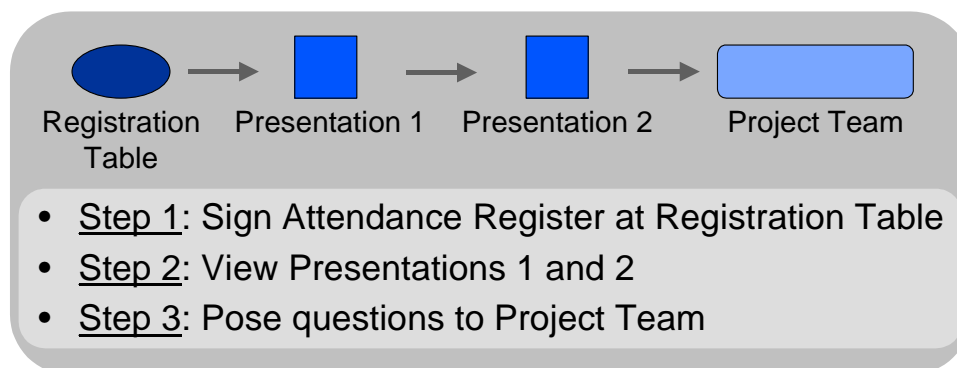 Registration Table
Presentation 1
Presentation 2
Project Team
• Step 1: Sign Attendance Register at Registration Table
• Step 2: View Presentations 1 and 2
• Step 3: Pose questions to Project Team